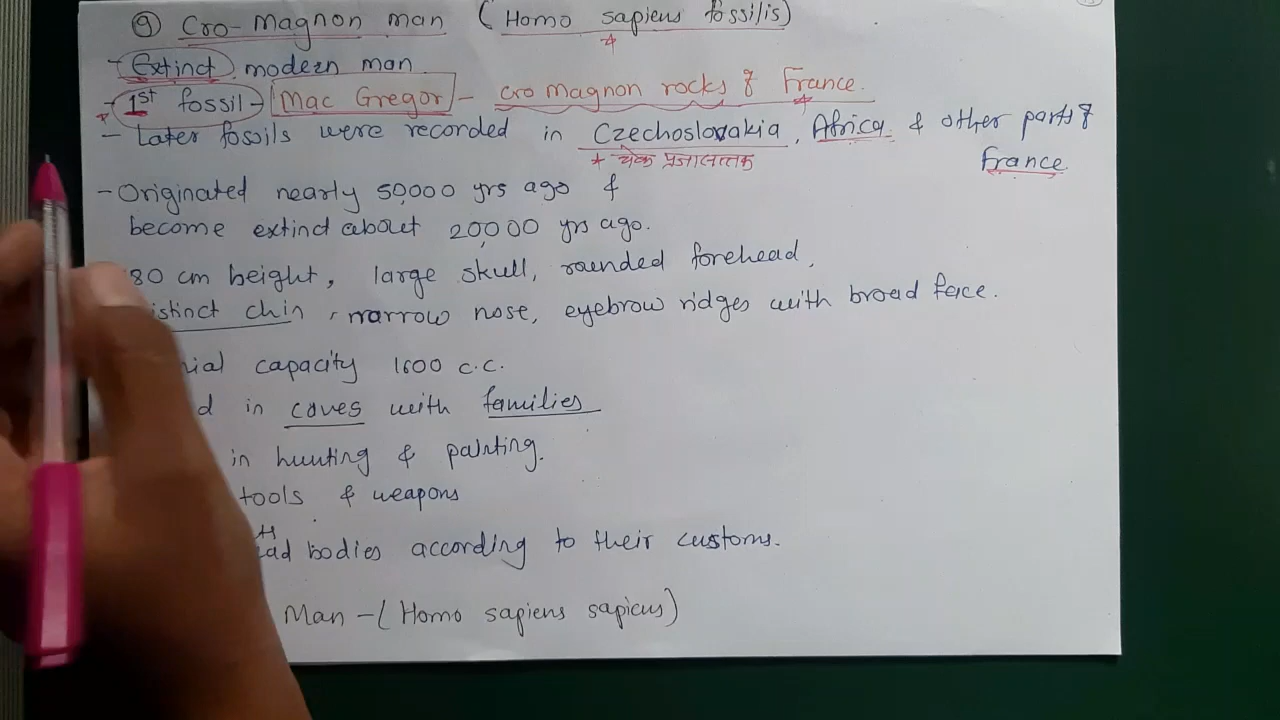 9 Cro-Magnon man (Homo sapiens fossilis)
- Extinct modern man
- 1st fossil - Mac Gregor - cro magnon rocks of France.
- Later fossils were recorded in Czechoslovakia, Africa & other parts of
France
* चेक प्रजासत्ताक
- Originated nearly 50,000 yrs ago &
become extinct about 20,000 yrs ago.
80 cm height, large skull, rounded forehead,
istinct chin, narrow nose, eyebrow ridges with broad face.
nial capacity 1600 c.c.
d in caves with families
in hunting & painting.
tools & weapons
ad bodies according to their customs.
Man - (Homo sapiens sapiens)